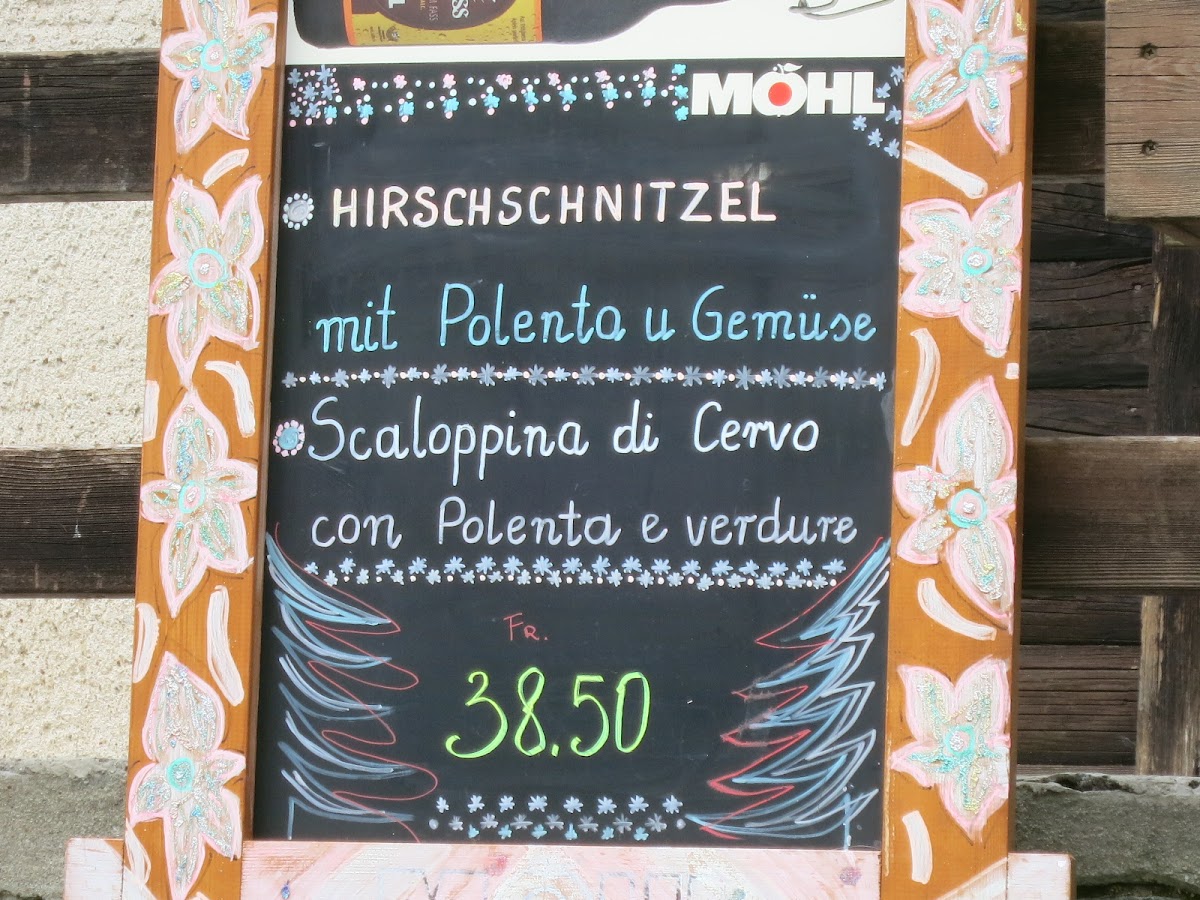 MÖHL
HIRSCHSCHNITZEL
mit Polenta u Gemüse
Scaloppina di Cervo
con Polenta e verdure
FR.
38.50